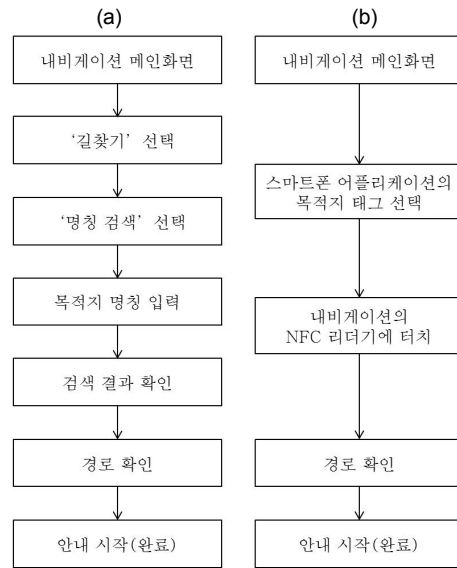 (a)
내비게이션 메인화면
‘길찾기’ 선택
‘명칭 검색’ 선택
목적지 명칭 입력
검색 결과 확인
경로 확인
안내 시작(완료)
(b)
내비게이션 메인화면
스마트폰 어플리케이션의
목적지 태그 선택
내비게이션의
NFC 리더기에 터치
경로 확인
안내 시작(완료)